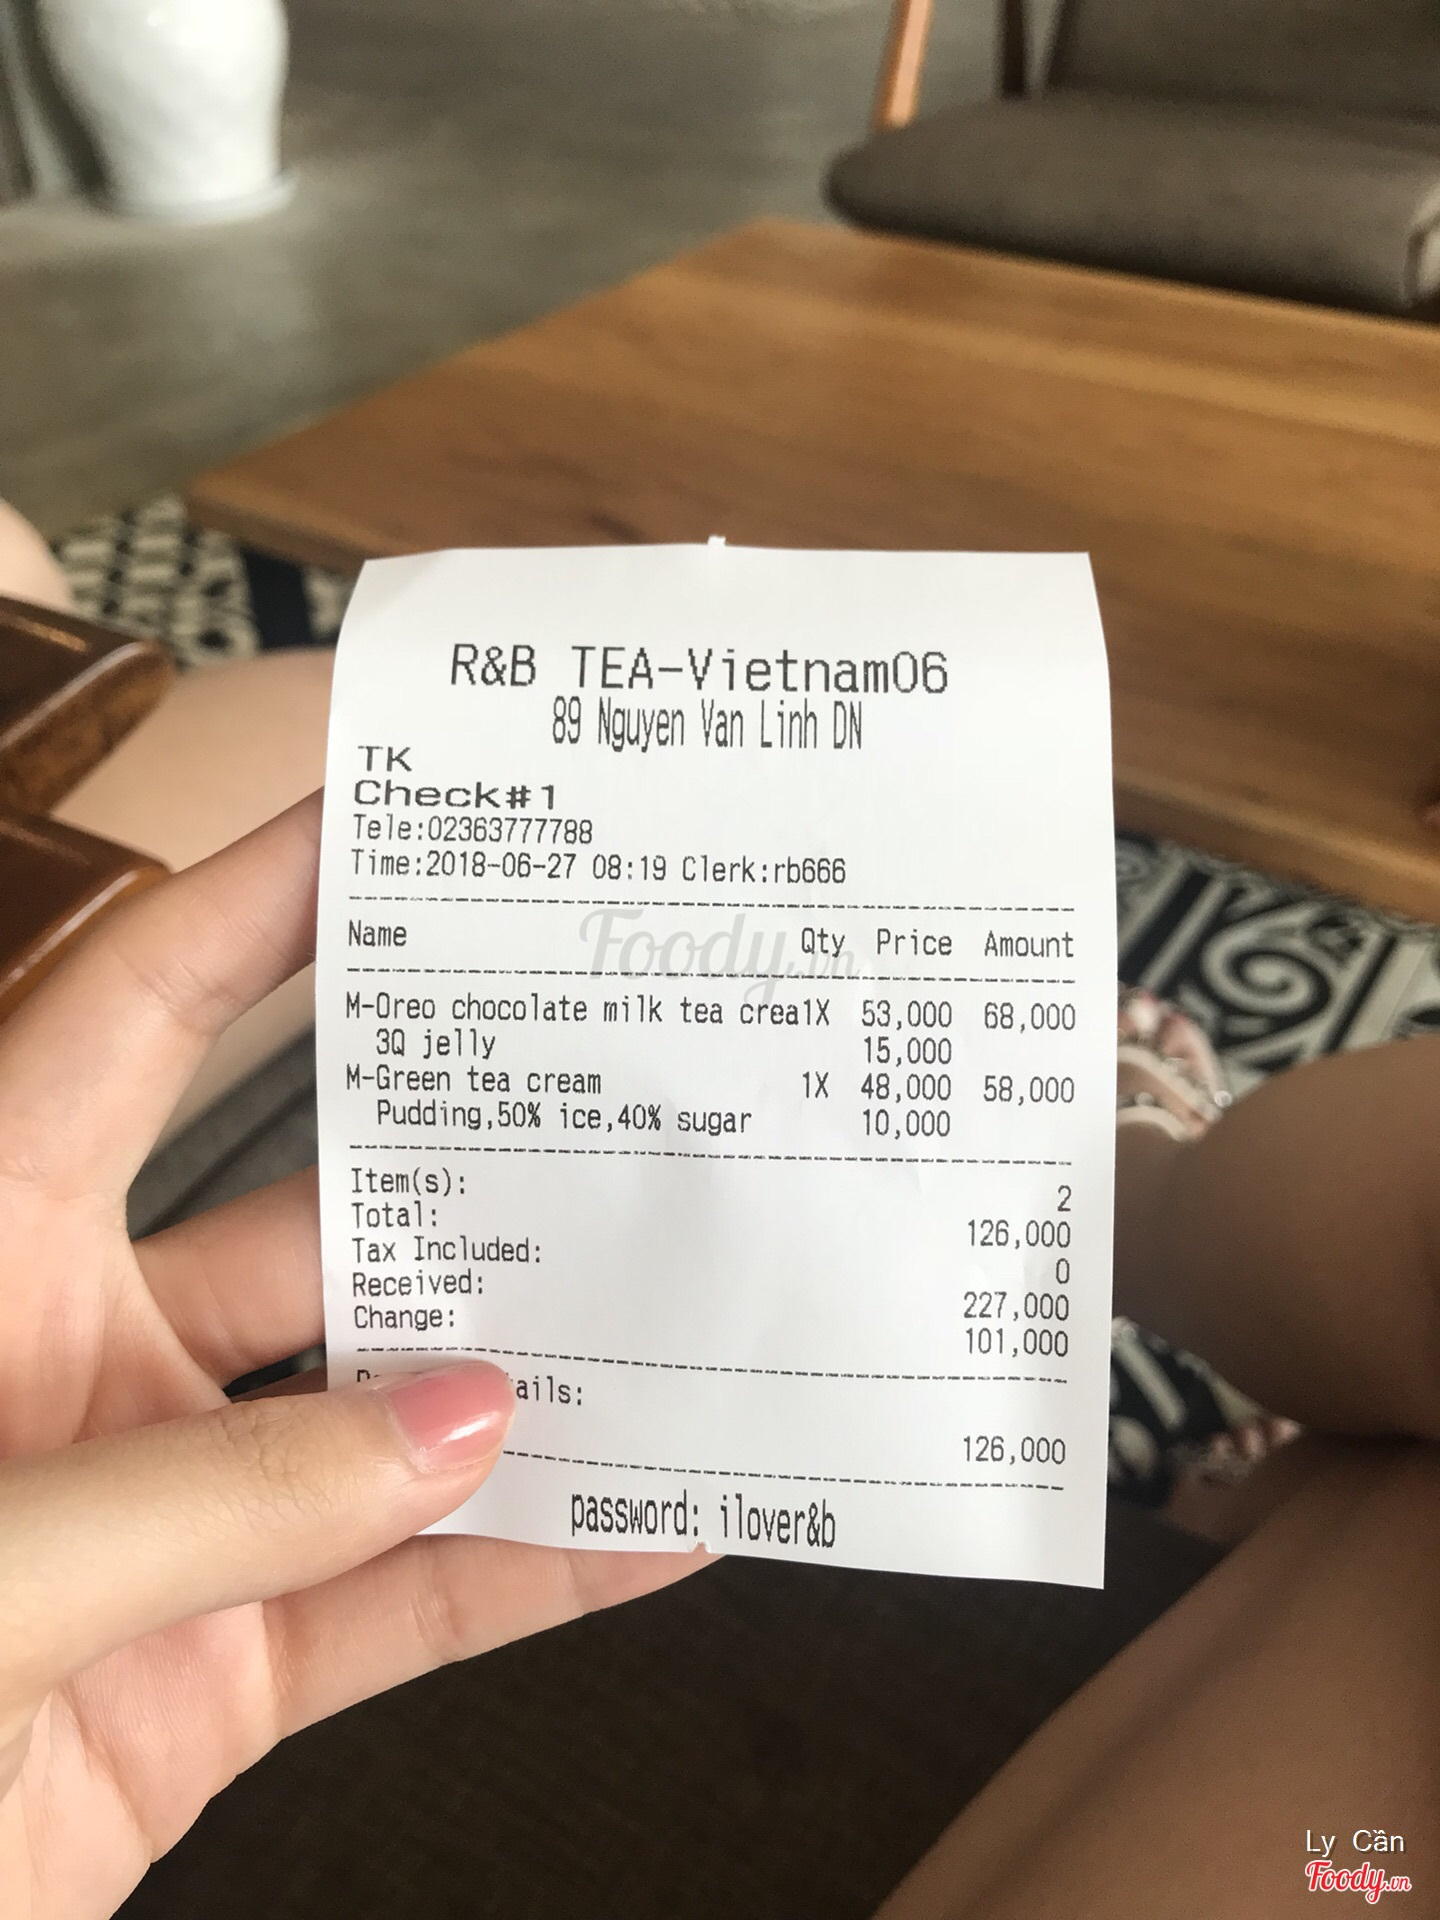 R&B TEA-Vietnam06
89 Nguyen Van Linh DN
TK
Check#1
Tele:02363777788
Time:2018-06-27 08:19 Clerk:rb666
Name Qty Price Amount
M-Oreo chocolate milk tea crea1X 53,000 68,000
3Q jelly 15,000
M-Green tea cream 1X 48,000 58,000
Pudding,50% ice,40% sugar 10,000
Item(s): 2
Total: 126,000
Tax Included: 0
Received: 227,000
Change: 101,000
126,000
password: ilover&b
Foody.vn
Ly Cần
Foody.vn